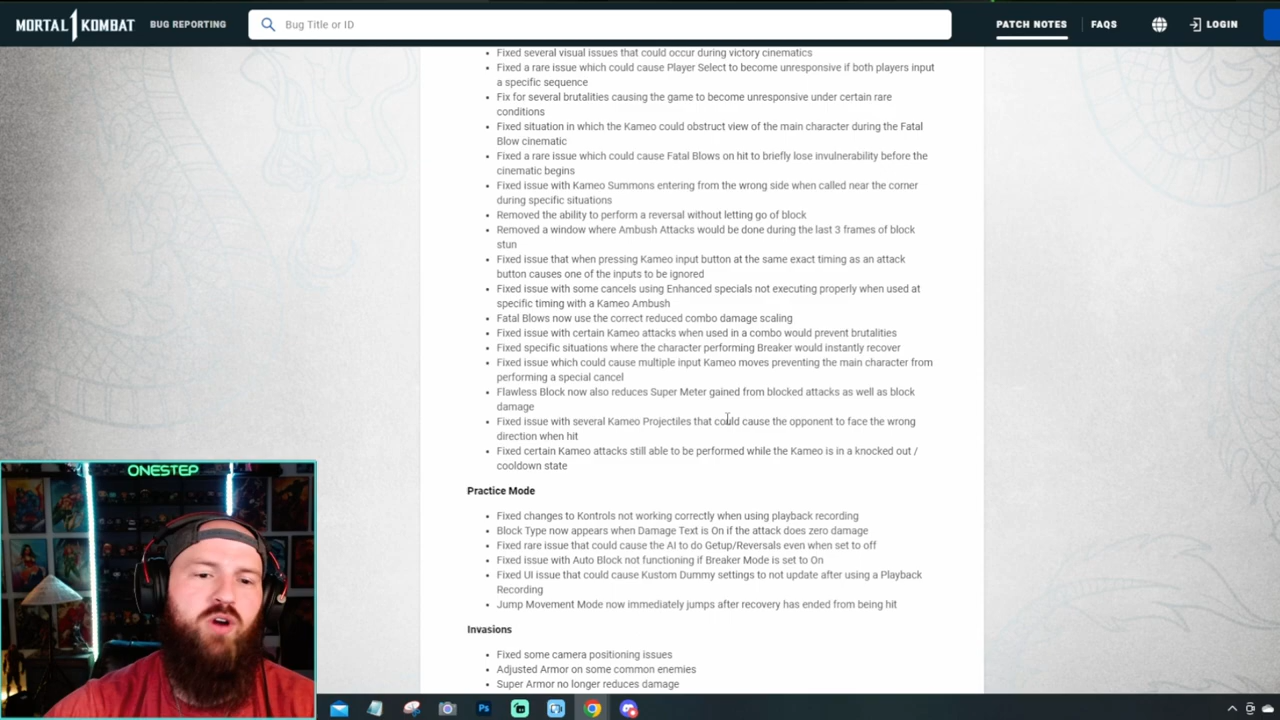 MORTAL KOMBAT
BUG REPORTING
Bug Title or ID
PATCH NOTES
FAQS
LOGIN
Fixed several visual issues that could occur during victory cinematics
Fixed a rare issue which could cause Player Select to become unresponsive if both players input
a specific sequence
Fix for several brutalities causing the game to become unresponsive under certain rare
conditions
Fixed situation in which the Kameo could obstruct view of the main character during the Fatal
Blow cinematic
Fixed a rare issue which could cause Fatal Blows on hit to briefly lose invulnerability before the
cinematic begins
Fixed issue with Kameo Summons entering from the wrong side when called near the corner
during specific situations
Removed the ability to perform a reversal without letting go of block
Removed a window where Ambush Attacks would be done during the last 3 frames of block
stun
Fixed issue that when pressing Kameo input button at the same exact timing as an attack
button causes one of the inputs to be ignored
Fixed issue with some cancels using Enhanced specials not executing properly when used at
specific timing with a Kameo Ambush
Fatal Blows now use the correct reduced combo damage scaling
Fixed issue with certain Kameo attacks when used in a combo would prevent brutalities
Fixed specific situations where the character performing Breaker would instantly recover
Fixed issue which could cause multiple input Kameo moves preventing the main character from
performing a special cancel
Flawless Block now also reduces Super Meter gained from blocked attacks as well as block
damage
Fixed issue with several Kameo Projectiles that could cause the opponent to face the wrong
direction when hit
Fixed certain Kameo attacks still able to be performed while the Kameo is in a knocked out /
cooldown state
Practice Mode
Fixed changes to Kontrols not working correctly when using playback recording
Block Type now appears when Damage Text is On if the attack does zero damage
Fixed rare issue that could cause the AI to do Getup/Reversals even when set to off
Fixed issue with Auto Block not functioning if Breaker Mode is set to On
Fixed UI issue that could cause Kustom Dummy settings to not update after using a Playback
Recording
Jump Movement Mode now immediately jumps after recovery has ended from being hit
Invasions
Fixed some camera positioning issues
Adjusted Armor on some common enemies
Super Armor no longer reduces damage
ONESTEP
Ps